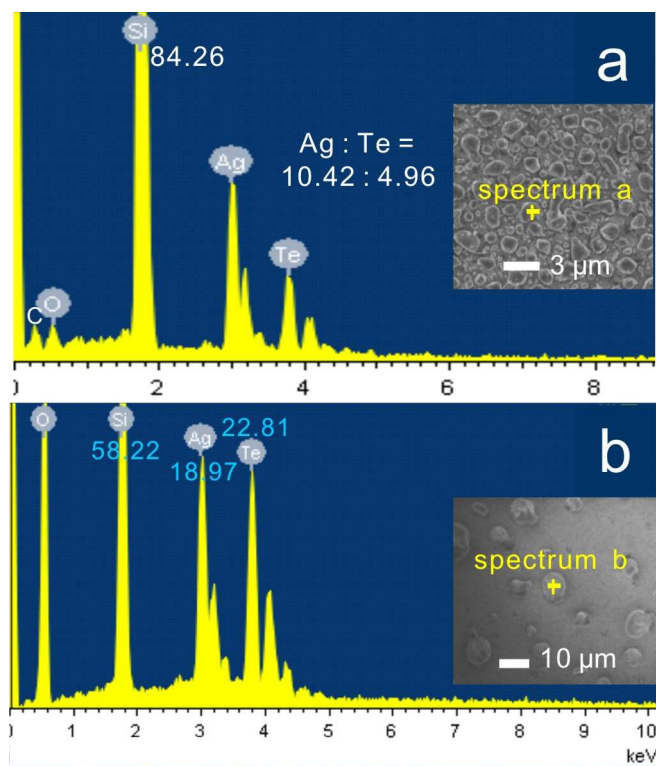 Si
84.26
a
Ag : Te =
10.42 : 4.96
Ag
spectrum a
3 μm
Te
C
O
2
4
6
8
O
Si
58.22
Ag
18.97
22.81
Te
b
spectrum b
10 μm
0 1 2 3 4 5 6 7 8 9 10
keV